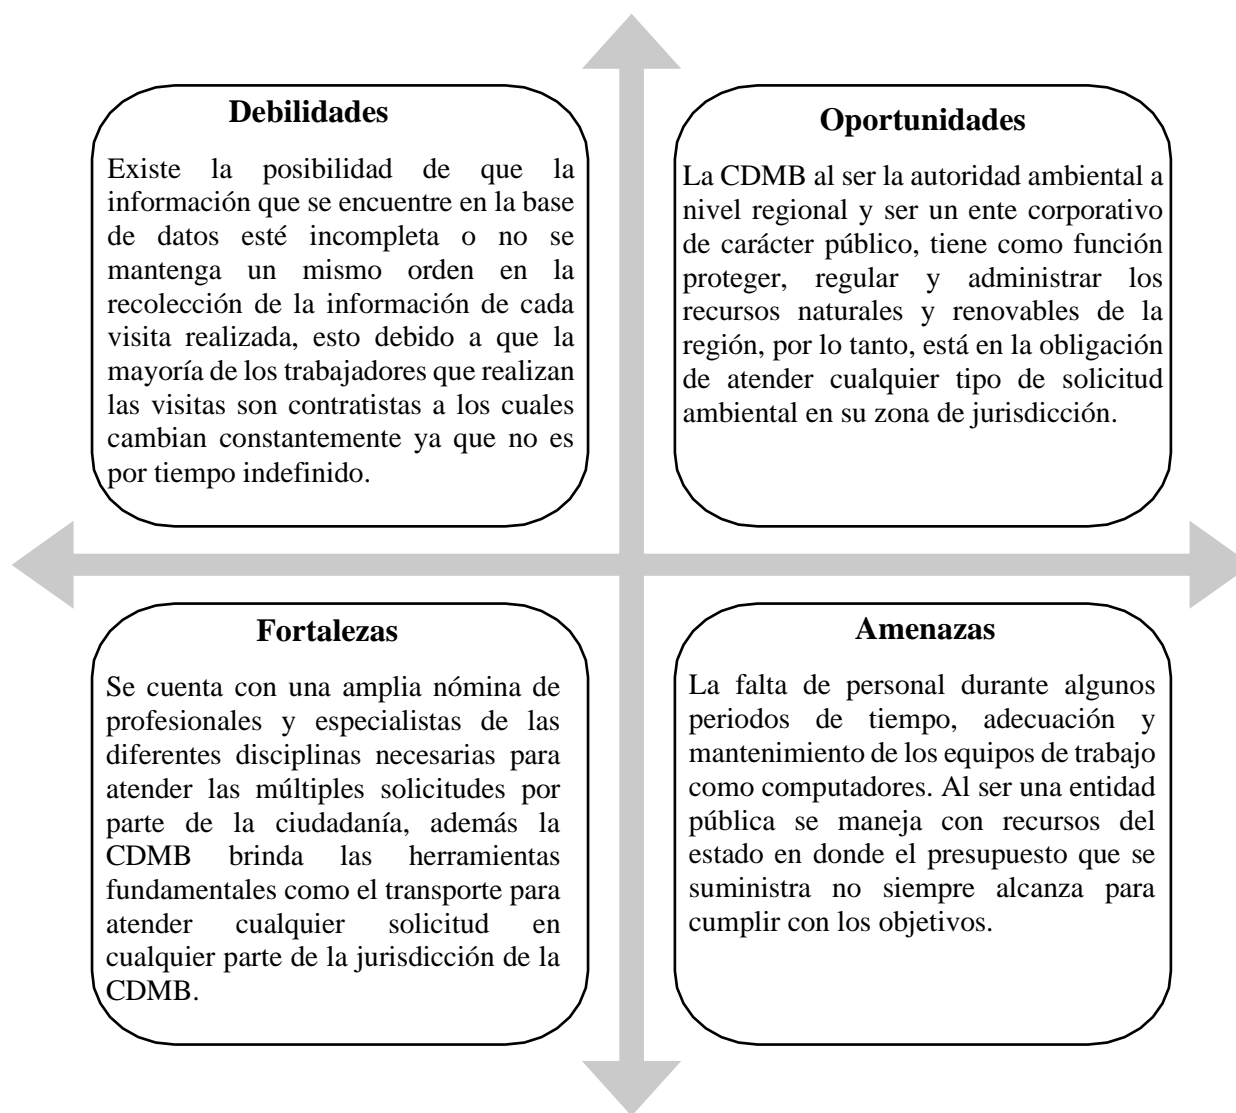 Debilidades
Existe la posibilidad de que la
información que se encuentre en la base
de datos esté incompleta o no se
mantenga un mismo orden en la
recolección de la información de cada
visita realizada, esto debido a que la
mayoría de los trabajadores que realizan
las visitas son contratistas a los cuales
cambian constantemente ya que no es
por tiempo indefinido.
Oportunidades
La CDMB al ser la autoridad ambiental a
nivel regional y ser un ente corporativo
de carácter público, tiene como función
proteger, regular y administrar los
recursos naturales y renovables de la
región, por lo tanto, está en la obligación
de atender cualquier tipo de solicitud
ambiental en su zona de jurisdicción.
Fortalezas
Se cuenta con una amplia nómina de
profesionales y especialistas de las
diferentes disciplinas necesarias para
atender las múltiples solicitudes por
parte de la ciudadanía, además la
CDMB brinda las herramientas
fundamentales como el transporte para
atender cualquier solicitud en
cualquier parte de la jurisdicción de la
CDMB.
Amenazas
La falta de personal durante algunos
periodos de tiempo, adecuación y
mantenimiento de los equipos de trabajo
como computadores. Al ser una entidad
pública se maneja con recursos del
estado en donde el presupuesto que se
suministra no siempre alcanza para
cumplir con los objetivos.